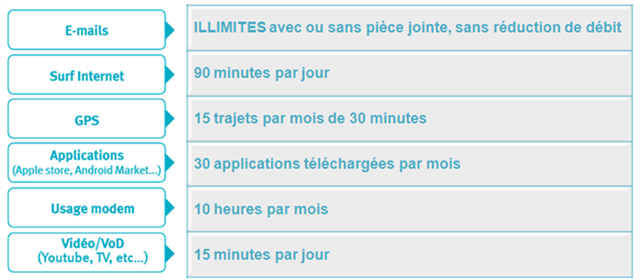 E-mails
ILLIMITES avec ou sans pièce jointe, sans réduction de débit
Surf Internet
90 minutes par jour
GPS
15 trajets par mois de 30 minutes
Applications
(Apple store, Android Market...)
30 applications téléchargées par mois
Usage modem
10 heures par mois
Vidéo/VoD
(Youtube, TV, etc...)
15 minutes par jour